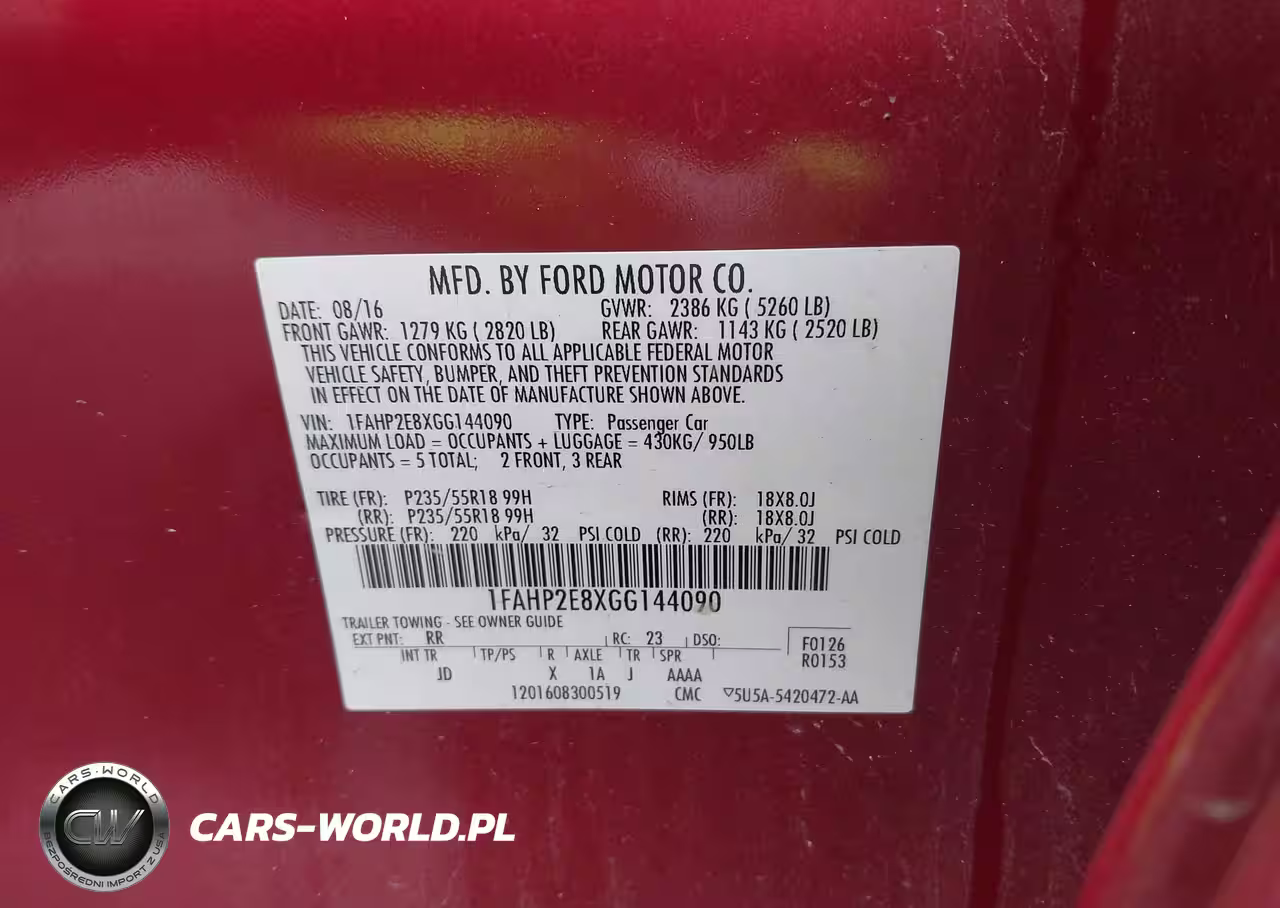 MFD. BY FORD MOTOR CO.
DATE: 08/16 GVWR: 2386 KG ( 5260 LB)
FRONT GAWR: 1279 KG ( 2820 LB) REAR GAWR: 1143 KG ( 2520 LB)
THIS VEHICLE CONFORMS TO ALL APPLICABLE FEDERAL MOTOR
VEHICLE SAFETY, BUMPER, AND THEFT PREVENTION STANDARDS
IN EFFECT ON THE DATE OF MANUFACTURE SHOWN ABOVE.
VIN: 1FAHP2E8XGG144090 TYPE: Passenger Car
MAXIMUM LOAD = OCCUPANTS + LUGGAGE = 430KG/ 950LB
OCCUPANTS = 5 TOTAL; 2 FRONT, 3 REAR
TIRE (FR): P235/55R18 99H RIMS (FR): 18X8.0J
(RR): P235/55R18 99H (RR): 18X8.0J
PRESSURE (FR): 220 kPa/ 32 PSI COLD (RR): 220 kPa/ 32 PSI COLD
1FAHP2E8XGG144090
TRAILER TOWING - SEE OWNER GUIDE
EXT PNT: RR RC: 23 DSO: F0126
INT TR TP/PS R AXLE TR SPR R0153
JD X 1A J AAAA
1201608300519 CMC ▽5U5A-5420472-AA
CARS-WORLD
CW
BEZPOŚREDNI IMPORT Z USA
CARS-WORLD.PL